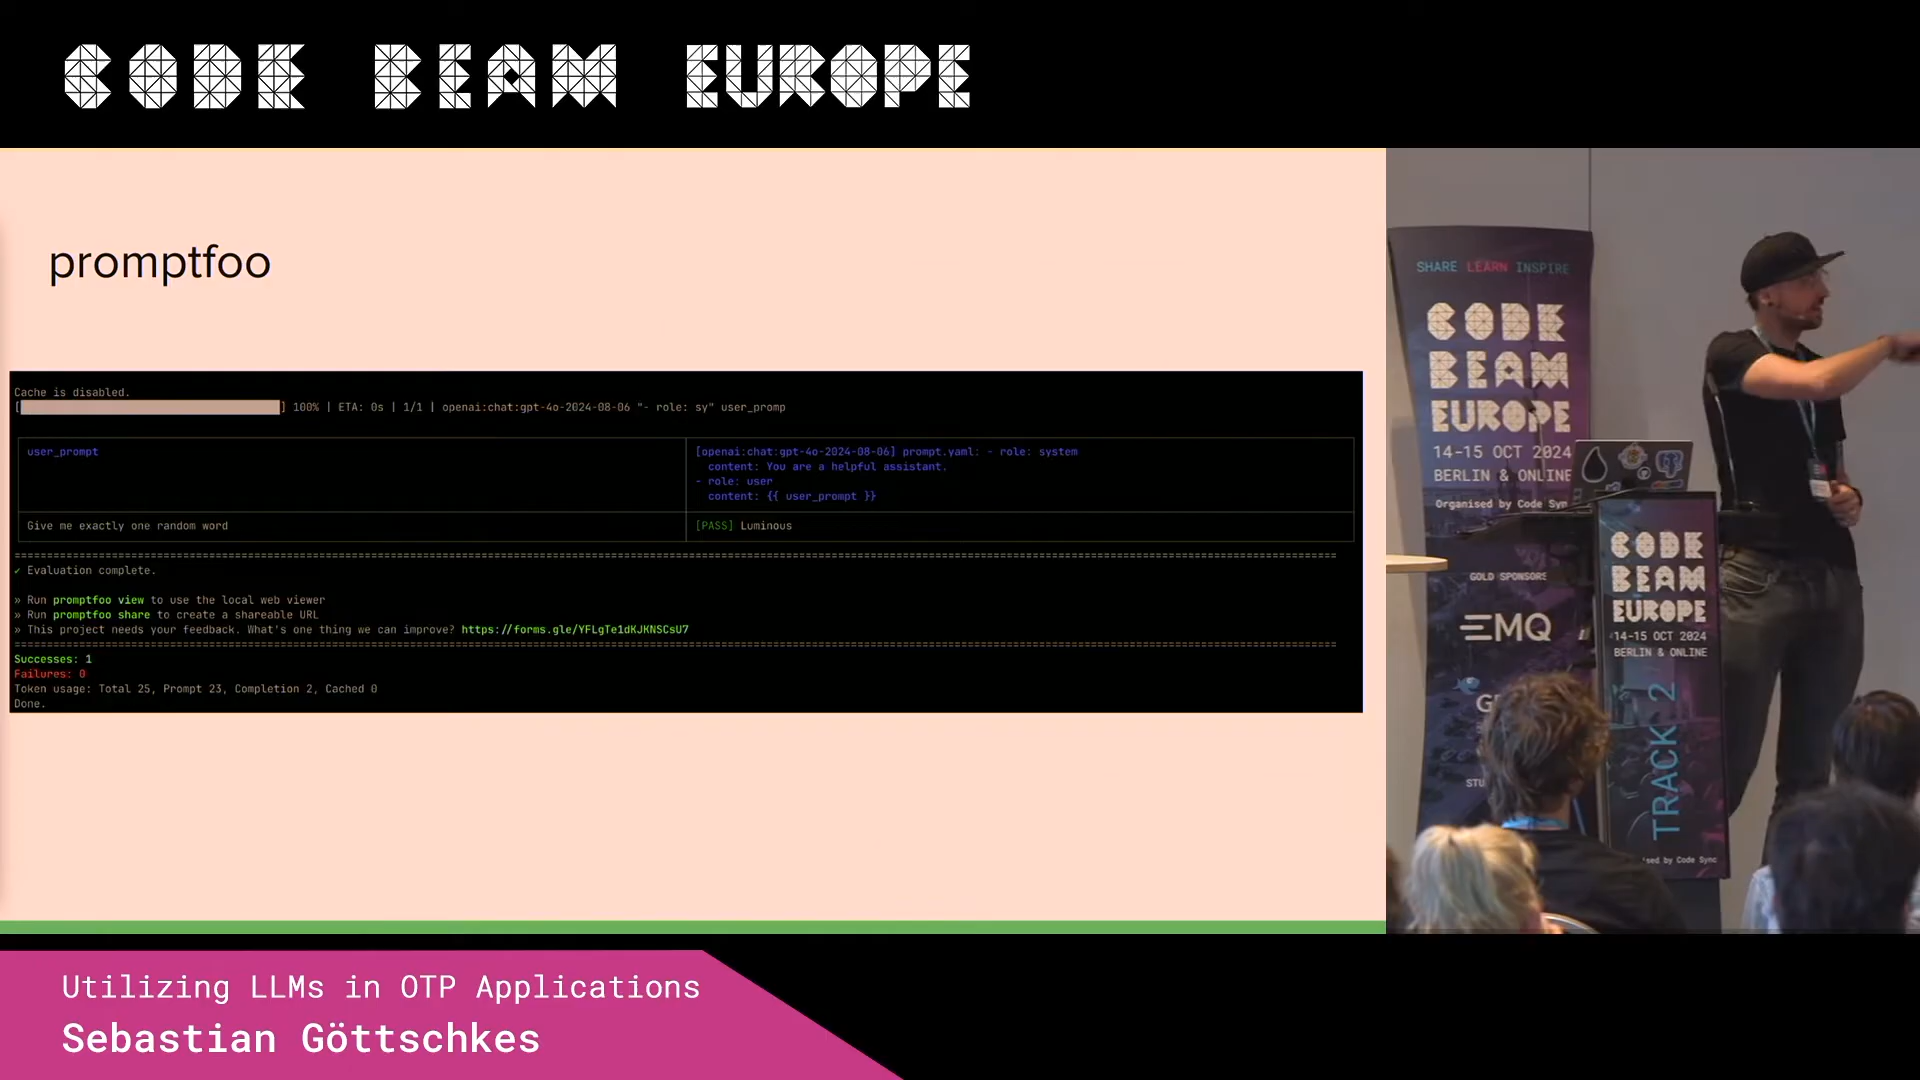 CODE BEAM EUROPE
promptfoo
Cache is disabled.
[ ] 100% | ETA: 0s | 1/1 | openai:chat:gpt-4o-2024-08-06 "- role: sy" user_promp
user_prompt
[openai:chat:gpt-4o-2024-08-06] prompt.yaml: - role: system
content: You are a helpful assistant.
- role: user
content: {{ user_prompt }}
Give me exactly one random word
[PASS] Luminous
✔ Evaluation complete.
» Run promptfoo view to use the local web viewer
» Run promptfoo share to create a shareable URL
» This project needs your feedback. What's one thing we can improve? https://forms.gle/YFLgTe1dKJKNSCsU7
Successes: 1
Failures: 0
Token usage: Total 25, Prompt 23, Completion 2, Cached 0
Done.
SHARE LEARN INSPIRE
CODE
BEAM
EUROPE
14-15 OCT 2024
BERLIN & ONLINE
Organised by Code Syn
GOLD SPONSORS
EMQ
CODE
BEAM
EUROPE
14-15 OCT 2024
BERLIN & ONLINE
TRACK 2
sed by Code Sync
Utilizing LLMs in OTP Applications
Sebastian Göttschkes